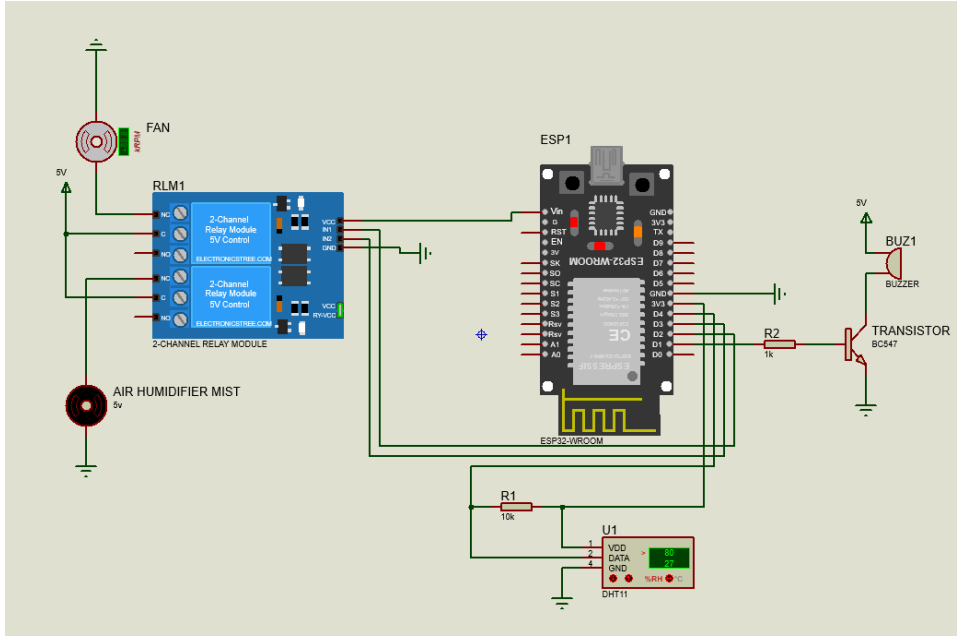 FAN
kRPM
5V
RLM1
NC
C
NO
NC
C
NO
2-Channel
Relay Module
5V Control
ELECTRONICSTREE.COM
2-Channel
Relay Module
5V Control
ELECTRONICSTREE.COM
VCC
IN1
IN2
GND
VCC
RY-VCC
2-CHANNEL RELAY MODULE
AIR HUMIDIFIER MIST
5v
ESP1
Vin
G
RST
EN
3V
SK
SO
SC
S1
S2
S3
Rsv
Rsv
A1
A0
GND
3V3
TX
D9
D8
D7
D6
D5
GND
3V3
D4
D3
D2
D1
D0
ESP32-WROOM
CE
ESPRESSIF
ESP32-WROOM
5V
BUZ1
BUZZER
R2
1k
TRANSISTOR
BC547
R1
10k
U1
1
2
4
VDD
DATA
GND
>
80
27
%RH
°C
DHT11